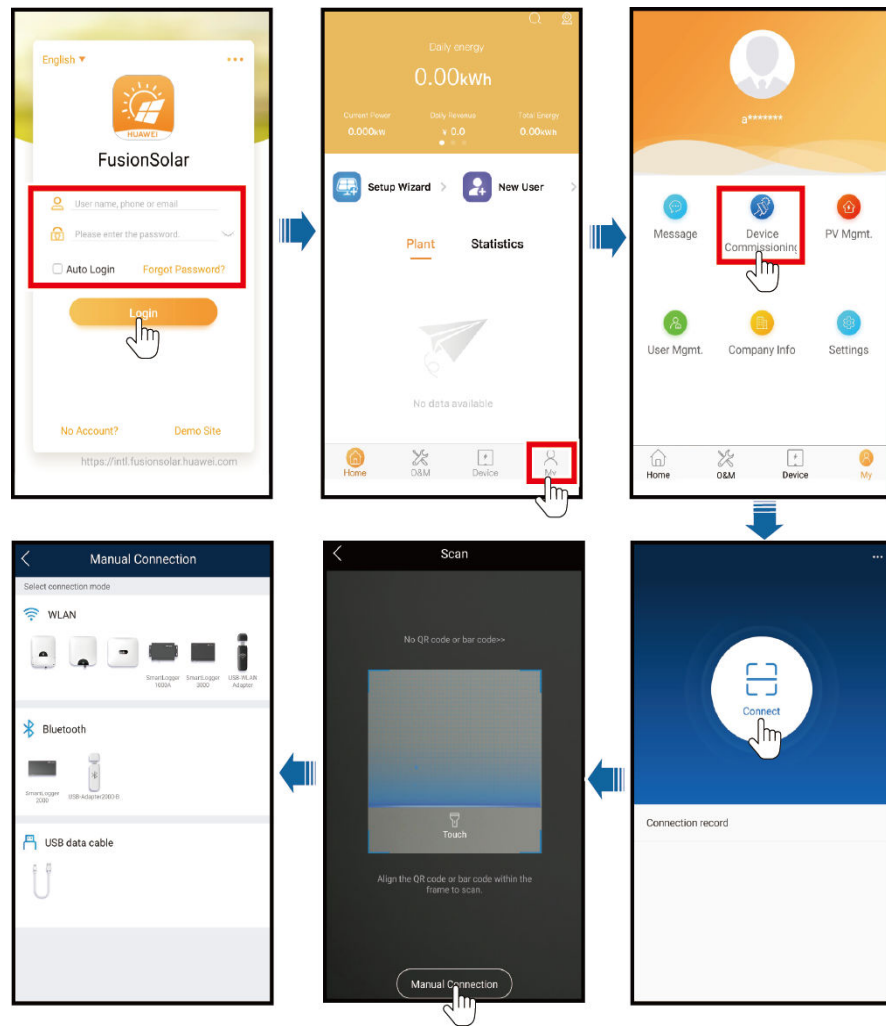 English
HUAWEI
FusionSolar
User name, phone or email
Please enter the password.
Auto Login Forgot Password?
Login
No Account? Demo Site
https://intl.fusionsolar.huawei.com
Daily energy
0.00kWh
Current Power Daily Revenue Total Energy
0.000kW ¥ 0.0 0.00kWh
Setup Wizard > New User >
Plant Statistics
No data available
Home O&M Device My
a*******
Message Device Commissioning PV Mgmt.
User Mgmt. Company Info Settings
Home O&M Device My
Connect
Connection record
Scan
No QR code or bar code>>
Touch
Align the QR code or bar code within the
frame to scan.
Manual Connection
Manual Connection
Select connection mode
WLAN
SmartLogger 1000A SmartLogger 3000 USB-WLAN Adapter
Bluetooth
SmartLogger 2000 USB-Adapter2000-B
USB data cable